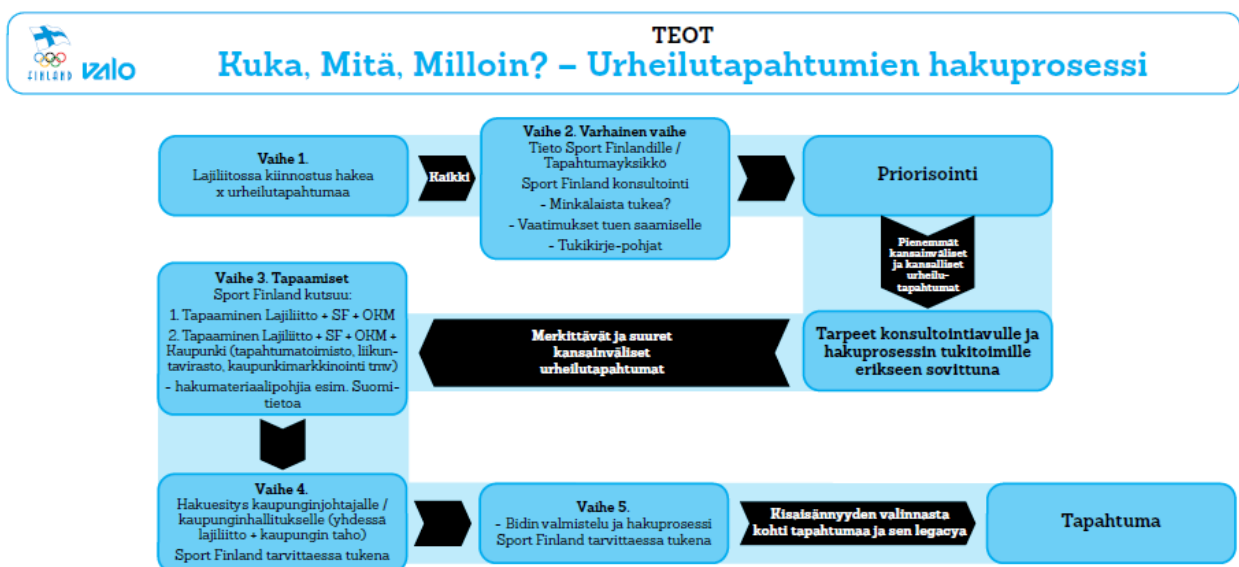 TEOT
Kuka, Mitä, Milloin? – Urheilutapahtumien hakuprosessi
FINLAND
VALO
Vaihe 1.
Lajiliitossa kiinnostus hakea
x urheilutapahtumaa
Kaikki
Vaihe 2. Varhainen vaihe
Tieto Sport Finlandille /
Tapahtumayksikkö
Sport Finland konsultointi
- Minkälaista tukea?
- Vaatimukset tuen saamiselle
- Tukikirje-pohjat
Priorisointi
Pienemmät
kansainväliset
ja kansalliset
urheilu-
tapahtumat
Tarpeet konsultointiavulle ja
hakuprosessin tukitoimille
erikseen sovittuna
Merkittävät ja suuret
kansainväliset
urheilutapahtumat
Vaihe 3. Tapaamiset
Sport Finland kutsuu:
1. Tapaaminen Lajiliitto + SF + OKM
2. Tapaaminen Lajiliitto + SF + OKM +
Kaupunki (tapahtumatoimisto, liikun-
tavirasto, kaupunkimarkkinointi tmv)
- hakumateriaalipohjia esim. Suomi-
tietoa
Vaihe 4.
Hakuesitys kaupunginjohtajalle /
kaupunginhallitukselle (yhdessä
lajiliitto + kaupungin taho)
Sport Finland tarvittaessa tukena
Vaihe 5.
- Bidin valmistelu ja hakuprosessi
Sport Finland tarvittaessa tukena
Kisaisännyyden valinnasta
kohti tapahtumaa ja sen legacya
Tapahtuma